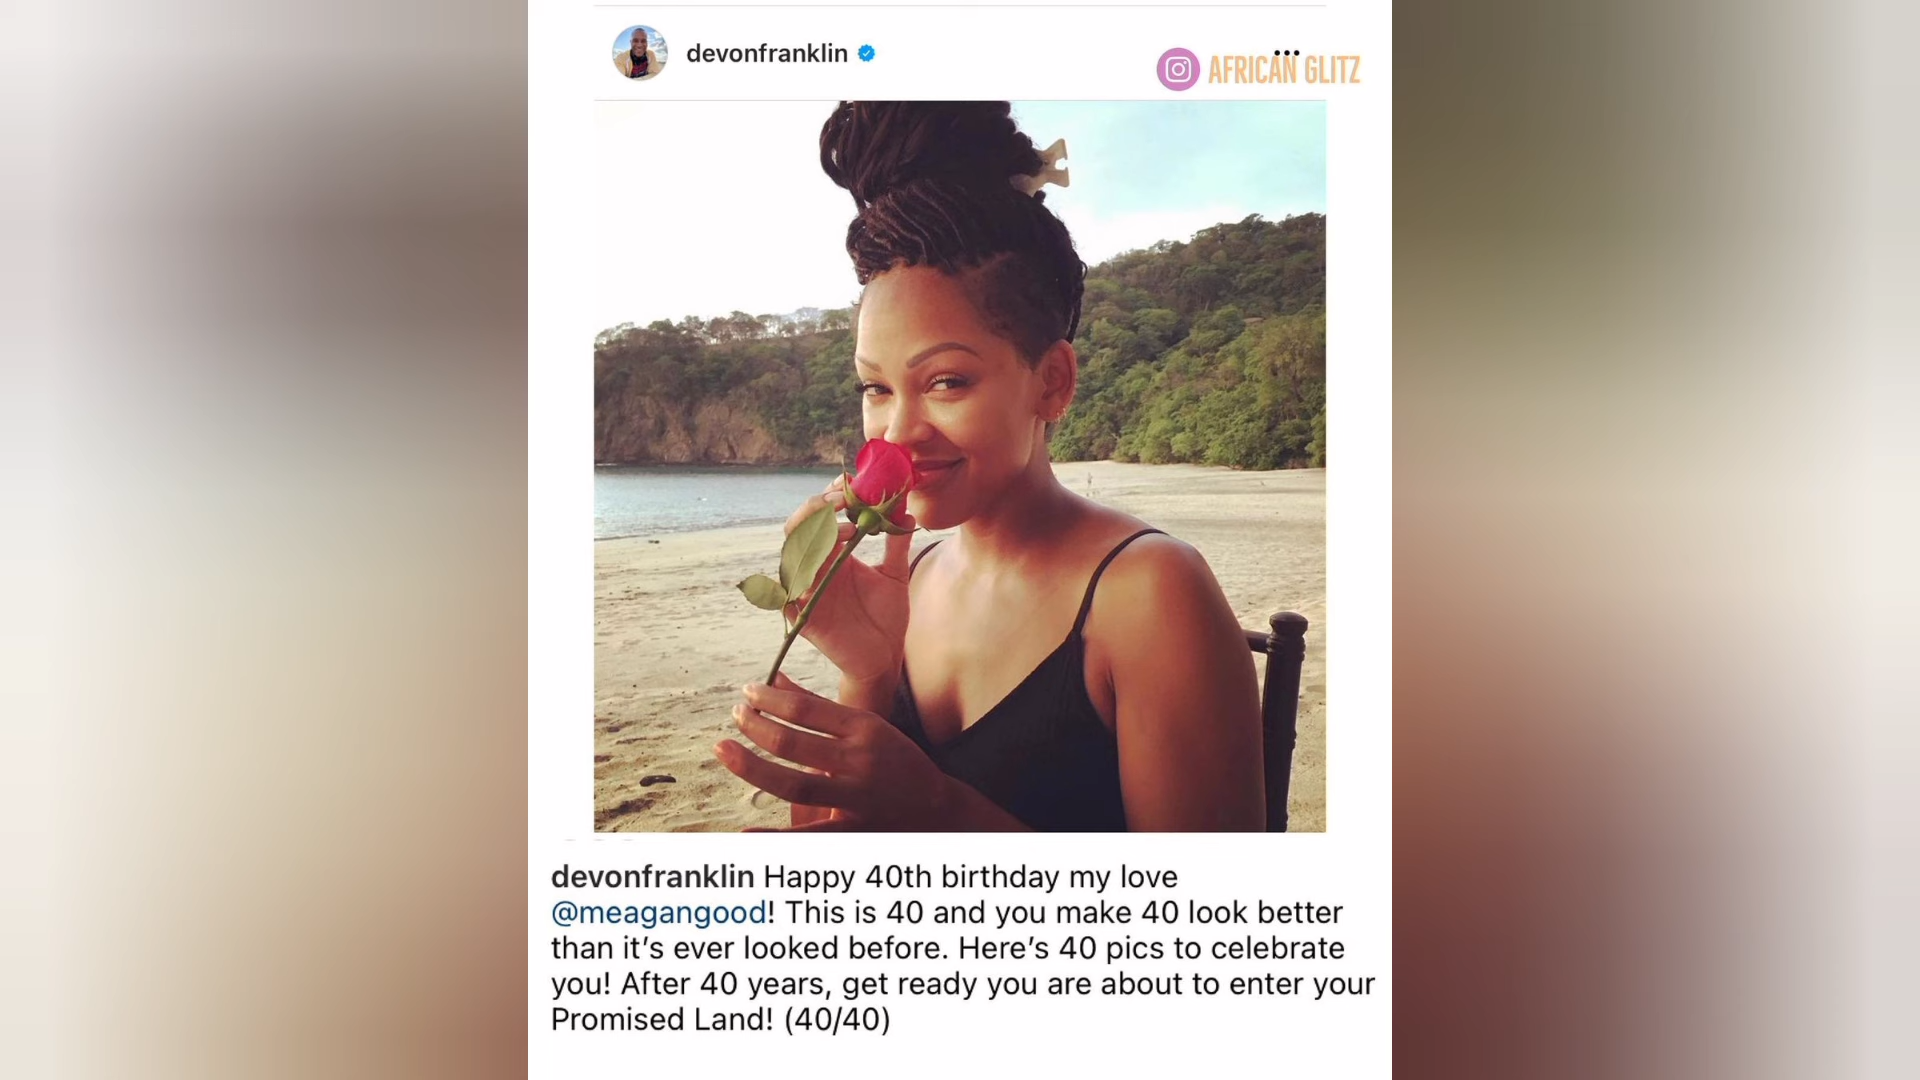 devonfranklin
AFRICAN GLITZ
devonfranklin Happy 40th birthday my love
@meagangood! This is 40 and you make 40 look better
than it’s ever looked before. Here’s 40 pics to celebrate
you! After 40 years, get ready you are about to enter your
Promised Land! (40/40)